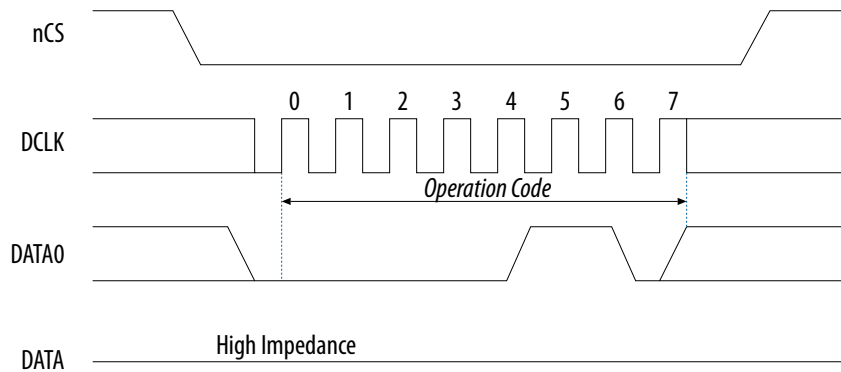 nCS
0 1 2 3 4 5 6 7
DCLK
Operation Code
DATA0
High Impedance
DATA